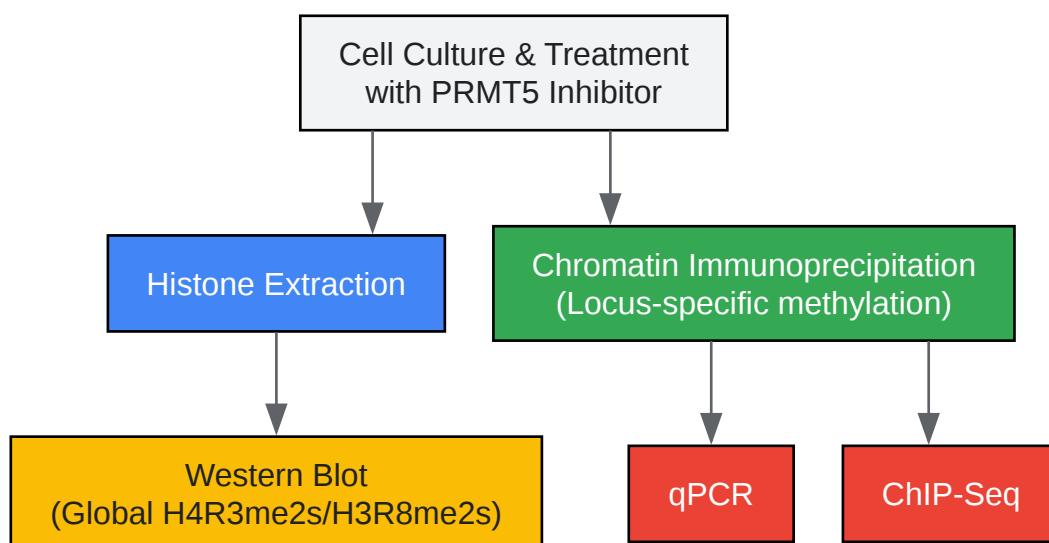 Cell Culture & Treatment
with PRMT5 Inhibitor
Histone Extraction
Chromatin Immunoprecipitation
(Locus-specific methylation)
Western Blot
(Global H4R3me2s/H3R8me2s)
qPCR
ChIP-Seq